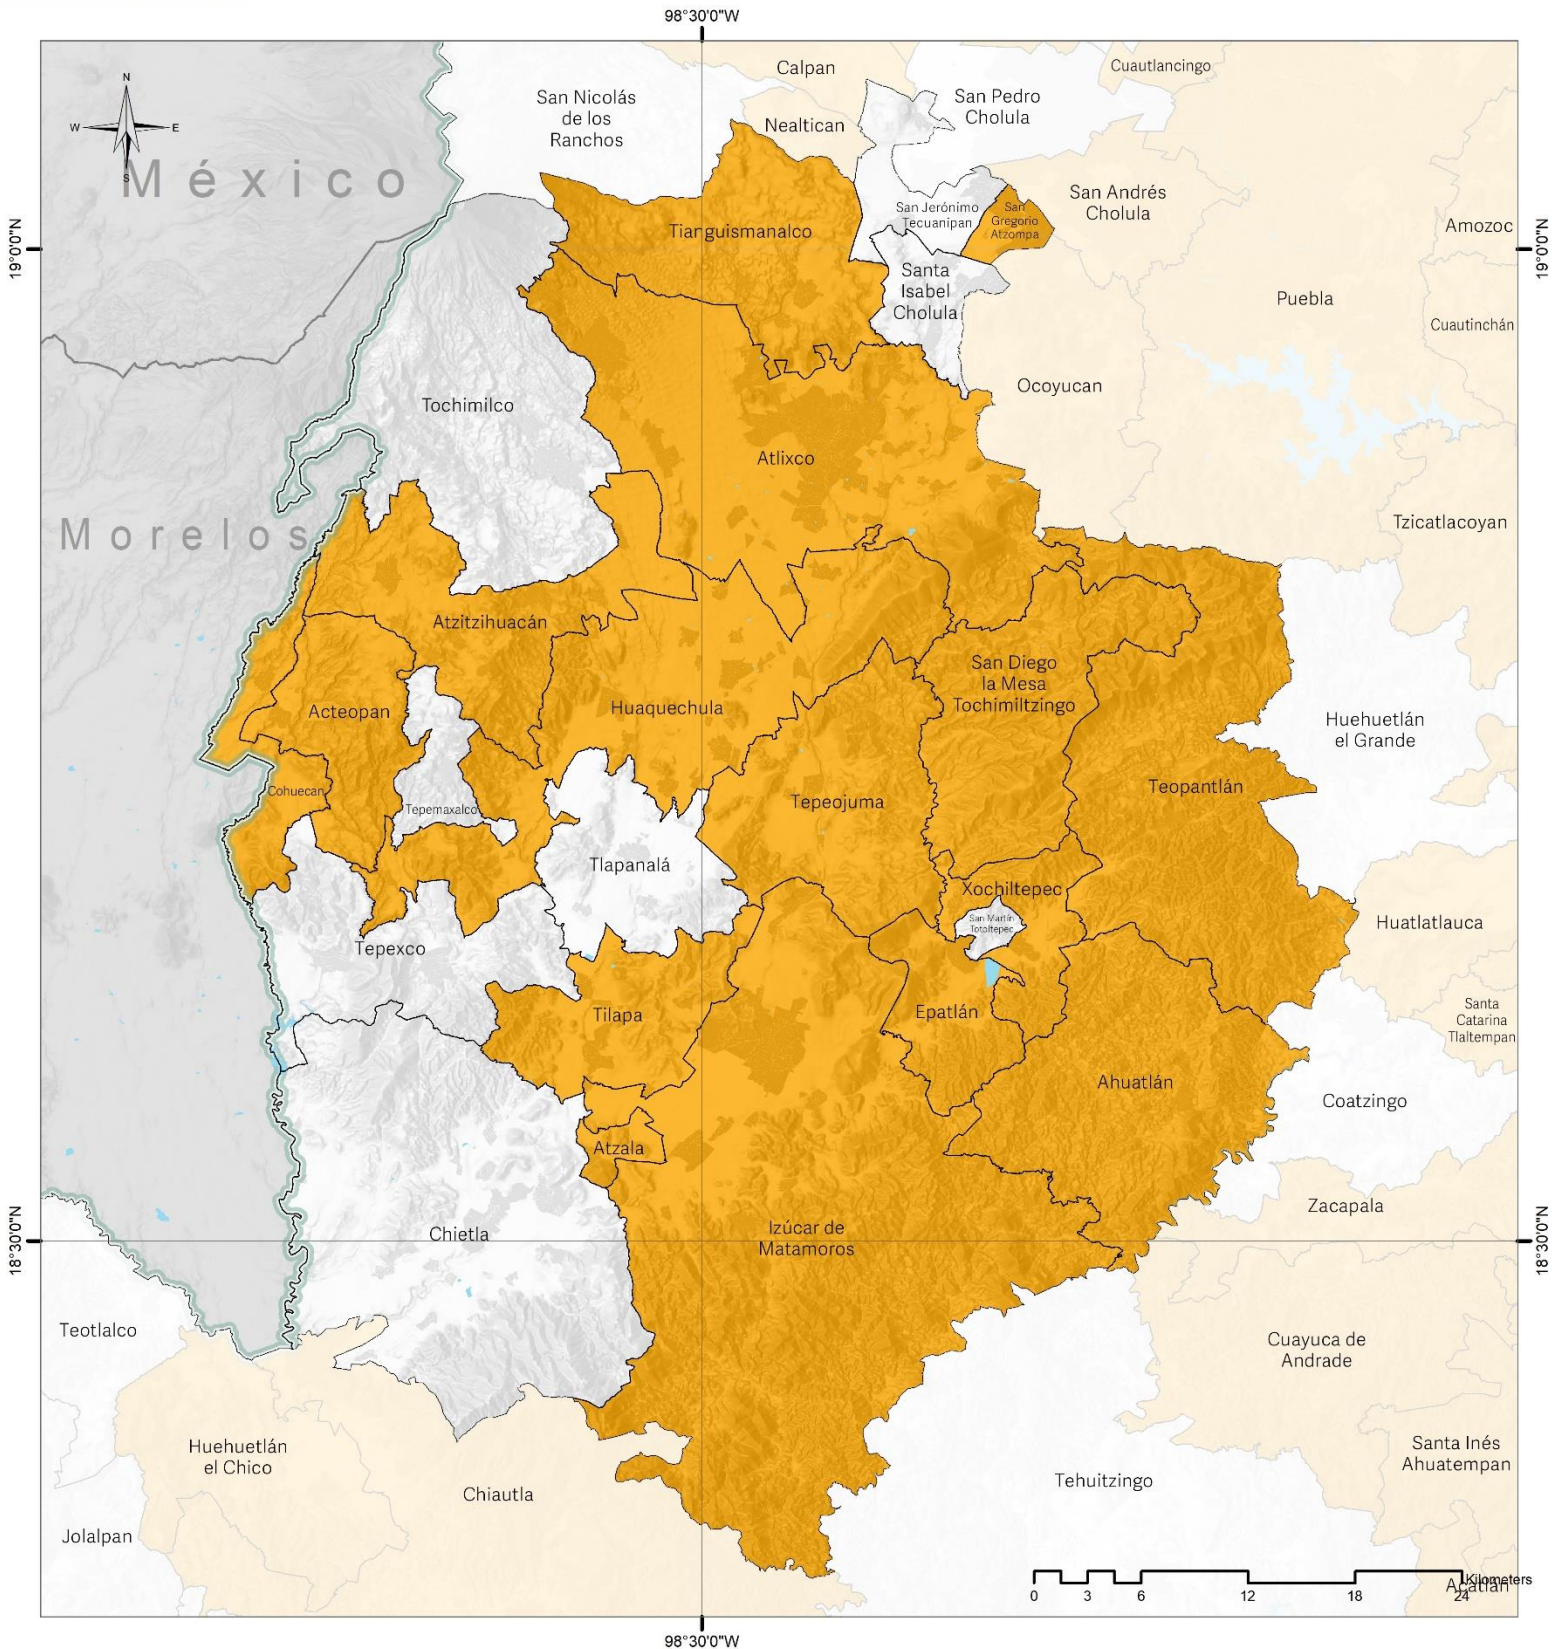 98°30'0"W
Calpan
Cuautlancingo
N
San Nicolás
de los
Ranchos
San Pedro
Cholula
Nealtican
W
E
S
México
San Andrés
Cholula
San Jerónimo
Tecuanipan
San
Gregorio
Atzompa
Tianguismanalco
Amozoc
19°0'0"N
19°0'0"N
Santa
Isabel
Cholula
Puebla
Cuautinchán
Ocoyucan
Tochimilco
Atlixco
Morelos
Tzicatlacoyan
Atzitzihuacán
San Diego
la Mesa
Tochimiltzingo
Acteopan
Huaquechula
Huehuetlán
el Grande
Cohuecan
Tepemaxalco
Tepeojuma
Teopantlán
Tlapanalá
Xochiltepec
San Martín
Totoltepec
Huatlatlauca
Tepexco
Tilapa
Epatlán
Santa
Catarina
Tlaltempan
Ahuatlán
Coatzingo
Atzala
Zacapala
Chietla
Izúcar de
Matamoros
18°30'0"N
18°30'0"N
Teotlalco
Cuayuca de
Andrade
Huehuetlán
el Chico
Santa Inés
Ahuatempan
Chiautla
Tehuitzingo
Jolalpan
Kilometers
Acatlán
0 3 6 12 18 24
98°30'0"W